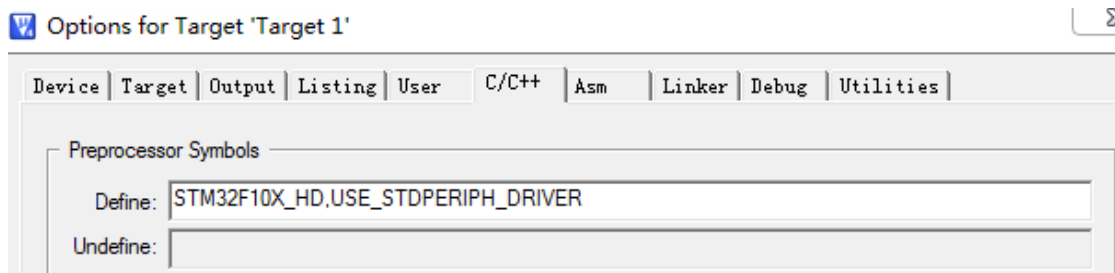 Options for Target 'Target 1'
Device Target Output Listing User C/C++ Asm Linker Debug Utilities
Preprocessor Symbols
Define: STM32F10X_HD,USE_STDPERIPH_DRIVER
Undefine: